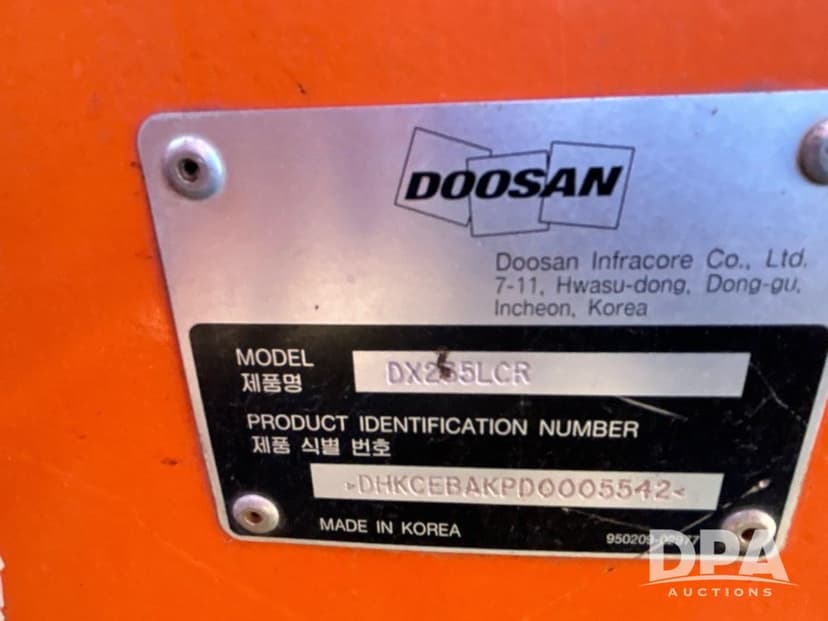 DOOSAN
Doosan Infracore Co., Ltd.
7-11, Hwasu-dong, Dong-gu,
Incheon, Korea
MODEL
제품명
DX235LCR
PRODUCT IDENTIFICATION NUMBER
제품 식별 번호
>DHKCEBAKPD0005542<
MADE IN KOREA
DPA
AUCTIONS